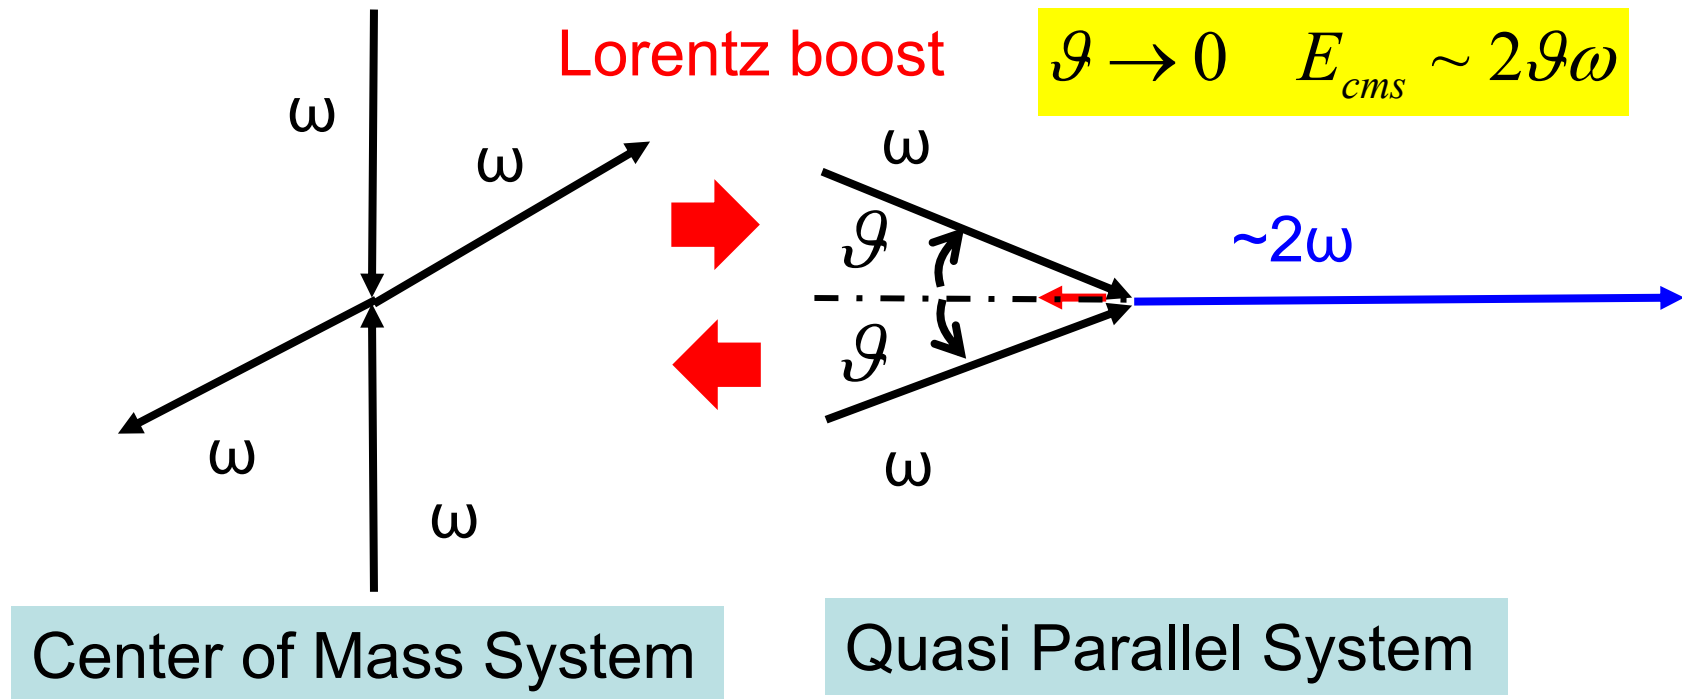 Lorentz boost
ϑ → 0 E_cms ~ 2ϑω
ω
ω
ω
ω
ω
ϑ
~2ω
ϑ
ω
Center of Mass System
Quasi Parallel System